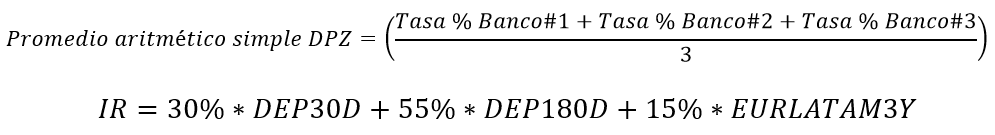 Promedio aritmético simple DPZ = (Tasa % Banco#1 + Tasa % Banco#2 + Tasa % Banco#3 / 3)
IR = 30% * DEP30D + 55% * DEP180D + 15% * EURLATAM3Y